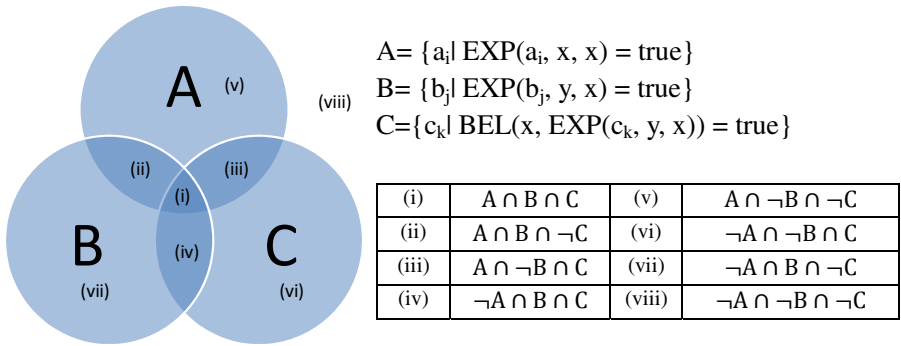 A
(v)
(viii)
(ii)
(iii)
(i)
B
(iv)
C
(vii)
(vi)
A= {aᵢ| EXP(aᵢ, x, x) = true}
B= {bⱼ| EXP(bⱼ, y, x) = true}
C={cₖ| BEL(x, EXP(cₖ, y, x)) = true}
(i) A ∩ B ∩ C (v) A ∩ ¬B ∩ ¬C
(ii) A ∩ B ∩ ¬C (vi) ¬A ∩ ¬B ∩ C
(iii) A ∩ ¬B ∩ C (vii) ¬A ∩ B ∩ ¬C
(iv) ¬A ∩ B ∩ C (viii) ¬A ∩ ¬B ∩ ¬C